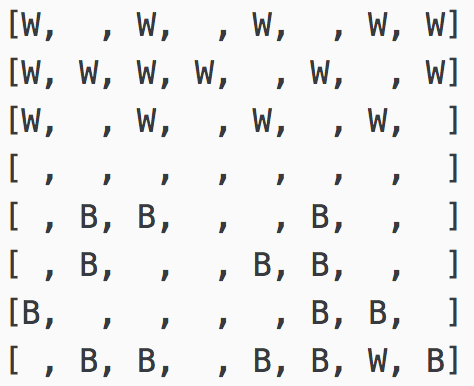 [W,  , W,  , W,  , W, W]
[W, W, W, W,  , W,  , W]
[W,  , W,  , W,  , W,  ]
[ ,  ,  ,  ,  ,  ,  ,  ]
[ , B, B,  ,  , B,  ,  ]
[ , B,  ,  , B, B,  ,  ]
[B,  ,  ,  ,  , B, B,  ]
[ , B, B,  , B, B, W, B]